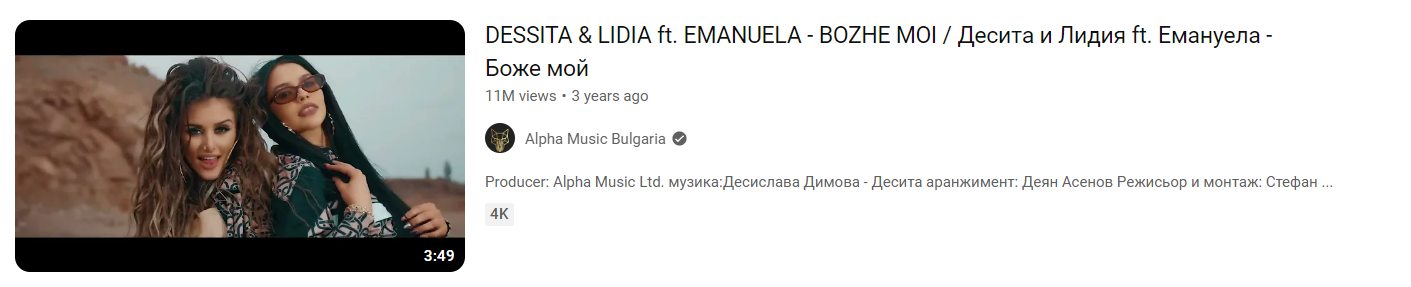 DESSITA & LIDIA ft. EMANUELA - BOZHE MOI / Десита и Лидия ft. Емануела -
Боже мой
11M views • 3 years ago
Alpha Music Bulgaria
Producer: Alpha Music Ltd. музика:Десислава Димова - Десита аранжимент: Деян Асенов Режисьор и монтаж: Стефан ...
4K
3:49